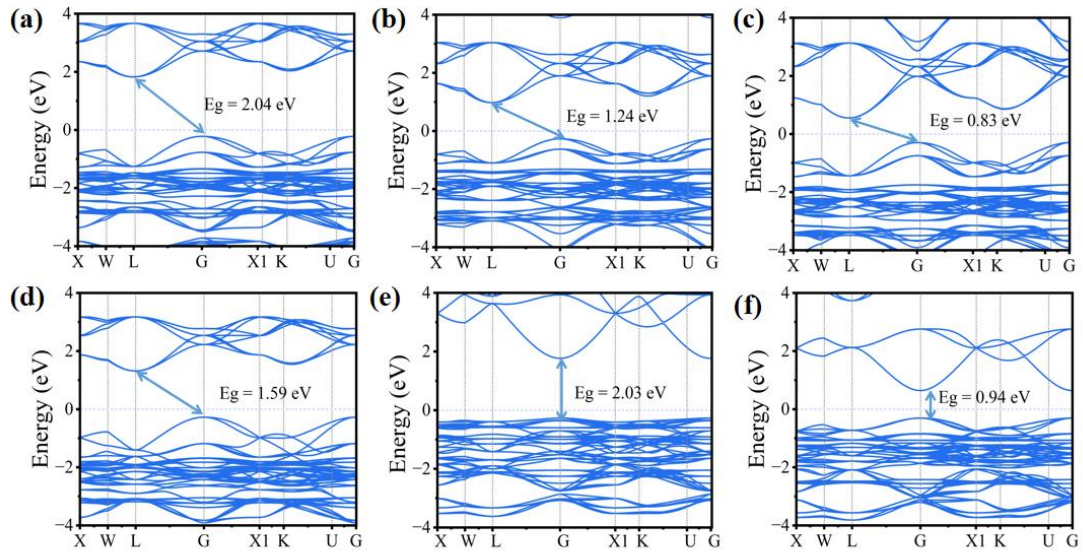 (a)
Energy (eV)
4
2
0
−2
−4
Eg = 2.04 eV
X W L G X1 K U G
(b)
Energy (eV)
4
2
0
−2
−4
Eg = 1.24 eV
X W L G X1 K U G
(c)
Energy (eV)
4
2
0
−2
−4
Eg = 0.83 eV
X W L G X1 K U G
(d)
Energy (eV)
4
2
0
−2
−4
Eg = 1.59 eV
X W L G X1 K U G
(e)
Energy (eV)
4
2
0
−2
−4
Eg = 2.03 eV
X W L G X1 K U G
(f)
Energy (eV)
4
2
0
−2
−4
Eg = 0.94 eV
X W L G X1 K U G